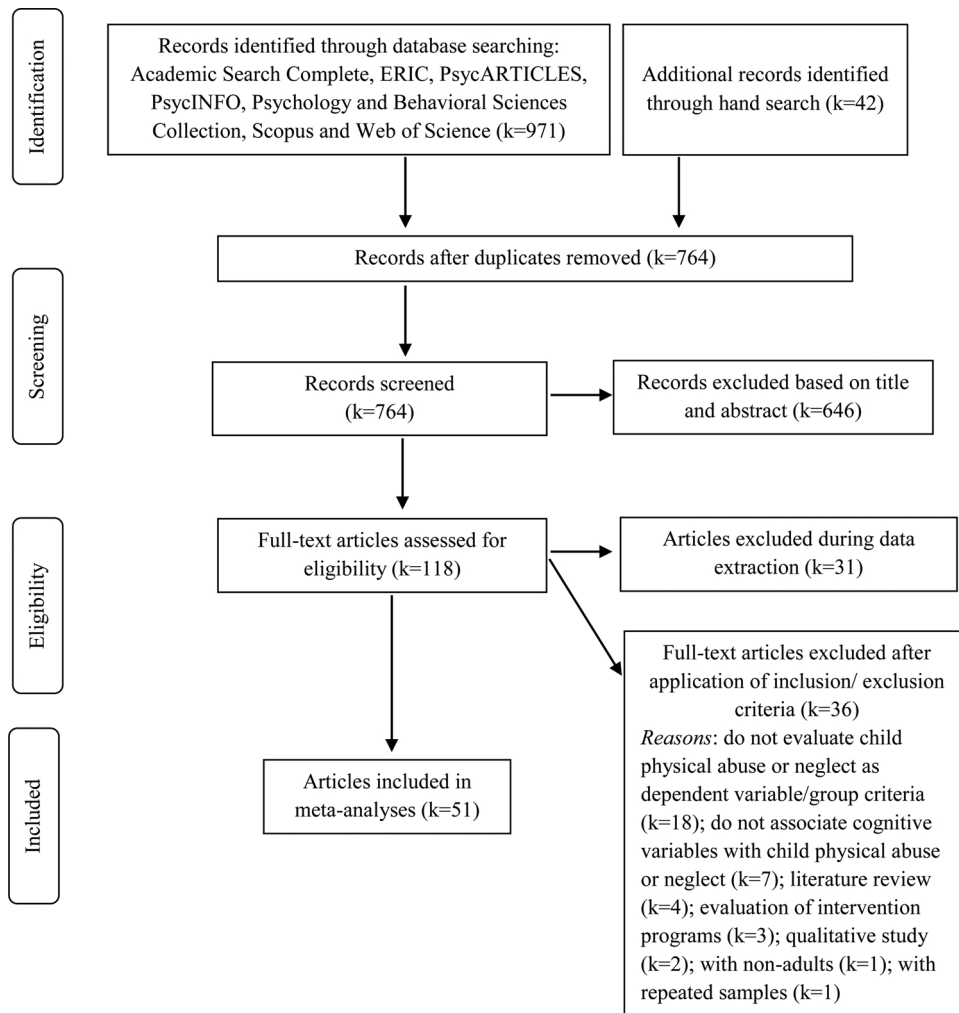 Identification
Records identified through database searching:
Academic Search Complete, ERIC, PsycARTICLES,
PsycINFO, Psychology and Behavioral Sciences
Collection, Scopus and Web of Science (k=971)
Additional records identified
through hand search (k=42)
Records after duplicates removed (k=764)
Screening
Records screened
(k=764)
Records excluded based on title
and abstract (k=646)
Eligibility
Full-text articles assessed for
eligibility (k=118)
Articles excluded during data
extraction (k=31)
Full-text articles excluded after
application of inclusion/ exclusion
criteria (k=36)
Reasons: do not evaluate child
physical abuse or neglect as
dependent variable/group criteria
(k=18); do not associate cognitive
variables with child physical abuse
or neglect (k=7); literature review
(k=4); evaluation of intervention
programs (k=3); qualitative study
(k=2); with non-adults (k=1); with
repeated samples (k=1)
Included
Articles included in
meta-analyses (k=51)